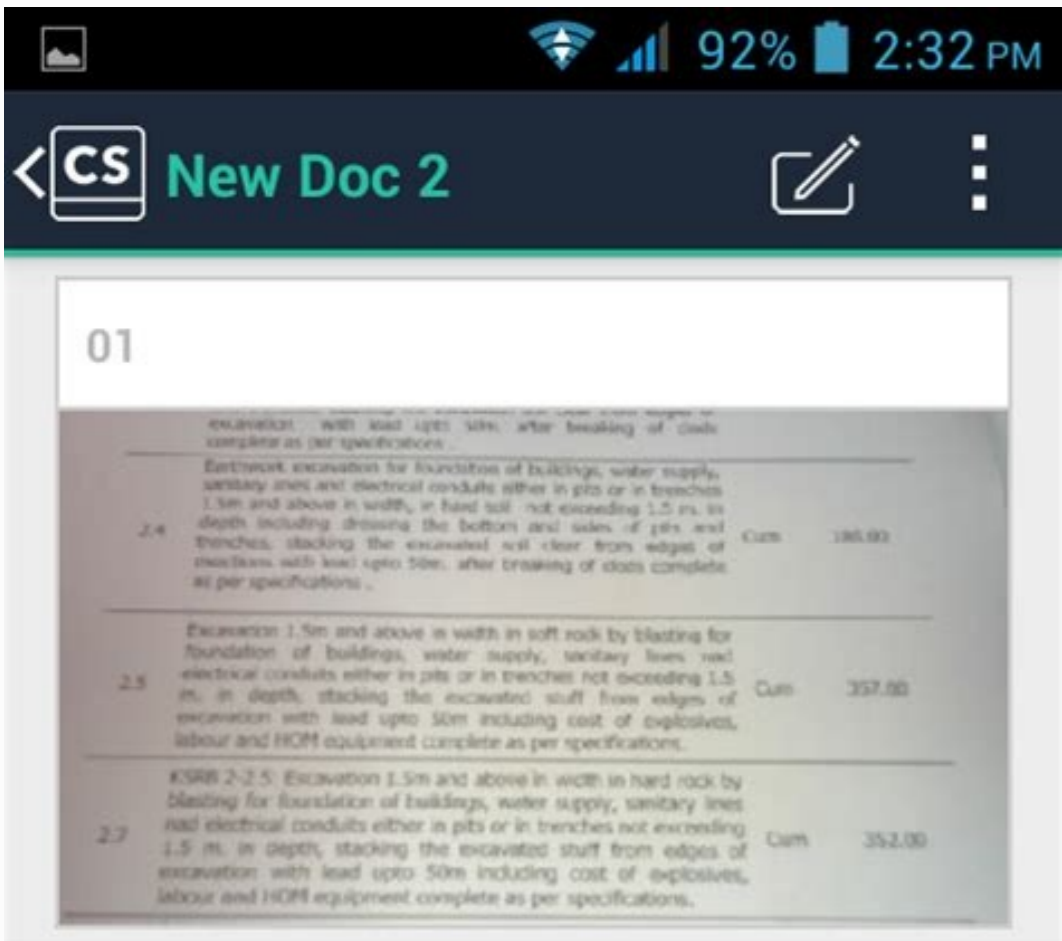 92% 2:32 PM
CS New Doc 2
01
excavation with lead upto 50m, after breaking of clods
complete as per specifications .
Earthwork excavation for foundation of buildings, water supply,
sanitary lines and electrical conduits either in pits or in trenches
1.5m and above in width, in hard soil not exceeding 1.5 m. in
2.4 depth including dressing the bottom and sides of pits and Cum
trenches, stacking the excavated soil clear from edges of
with lead upto 50m. after breaking of clods complete
as per specifications .
Excavation 1.5m and above in width in soft rock by blasting for
foundation of buildings, water supply, sanitary lines nad
2.5 electrical conduits either in pits or in trenches not exceeding 1.5 Cum 357.00
m. in depth, stacking the excavated stuff from edges of
excavation with lead upto 50m including cost of explosives,
labour and HOM equipment complete as per specifications.
KSRB 2-2.5: Excavation 1.5m and above in width in hard rock by
blasting for foundation of buildings, water supply, sanitary lines
2.7 nad electrical conduits either in pits or in trenches not exceeding Cum 352.00
1.5 m. in depth, stacking the excavated stuff from edges of
excavation with lead upto 50m including cost of explosives,
labour and HOM equipment complete as per specifications.